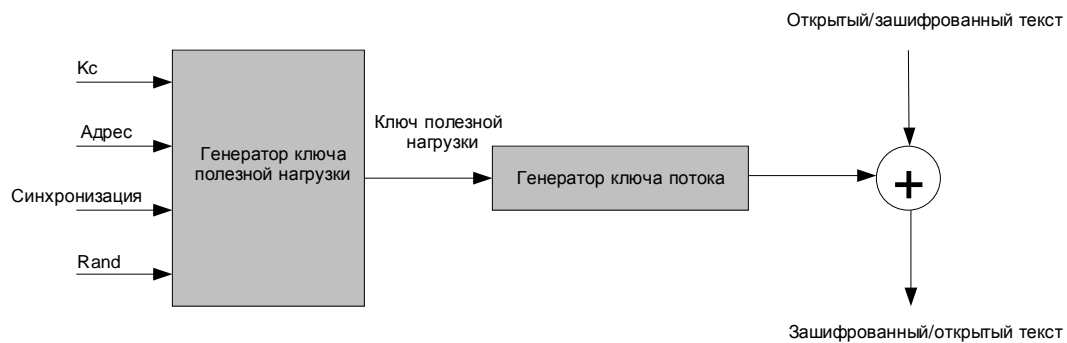 Открытый/зашифрованный текст
Kc
Адрес
Синхронизация
Rand
Генератор ключа
полезной нагрузки
Ключ полезной
нагрузки
Генератор ключа потока
+
Зашифрованный/открытый текст